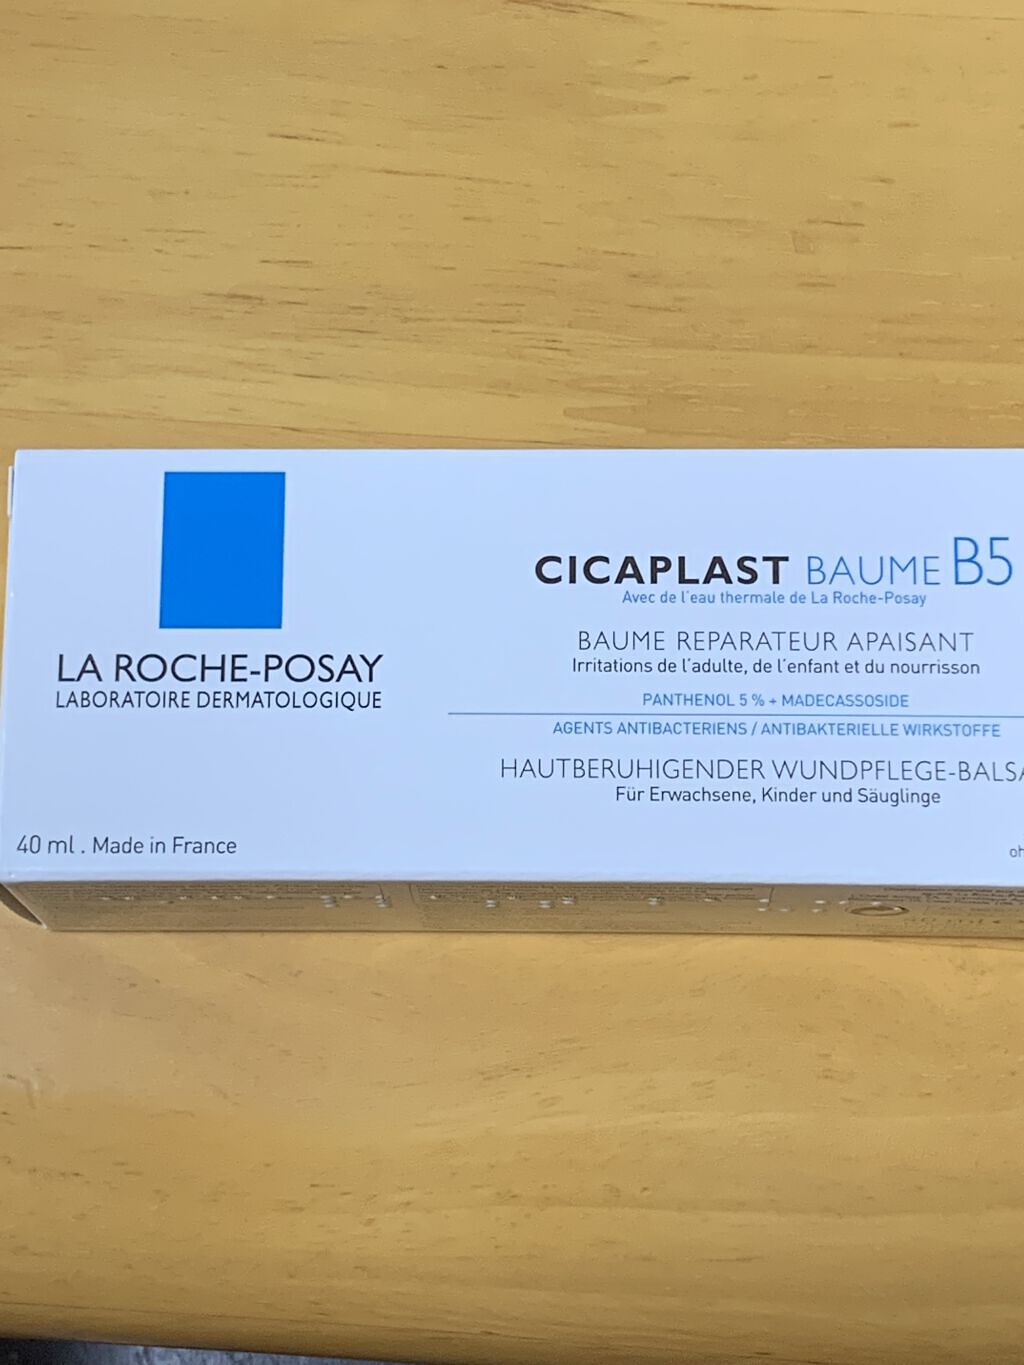 LA ROCHE-POSAY
LABORATOIRE DERMATOLOGIQUE
40 ml . Made in France
CICAPLAST BAUME B5
Avec de l'eau thermale de La Roche-Posay
BAUME REPARATEUR APAISANT
Irritations de l'adulte, de l'enfant et du nourrisson
PANTHENOL 5 % + MADECASSOSIDE
AGENTS ANTIBACTERIENS / ANTIBAKTERIELLE WIRKSTOFFE
HAUTBERUHIGENDER WUNDPFLEGE-BALSA
Für Erwachsene, Kinder und Säuglinge